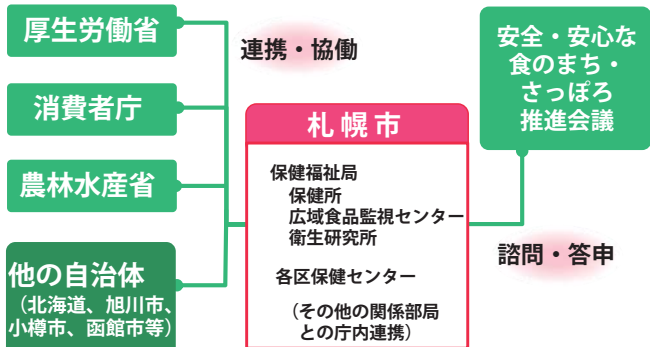 厚生労働省
消費者庁
農林水産省
他の自治体
（北海道、旭川市、
小樽市、函館市等）
連携・協働
札幌市
保健福祉局
保健所
広域食品監視センター
衛生研究所
各区保健センター
（その他の関係部局
との庁内連携）
安全・安心な
食のまち・
さっぽろ
推進会議
諮問・答申